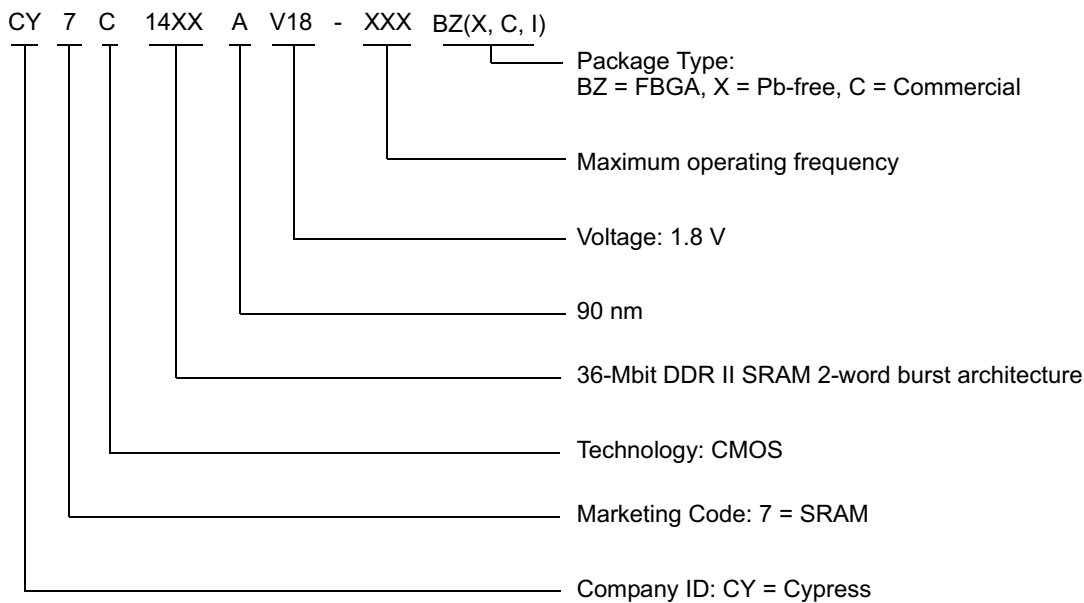 CY 7 C 14XX A V18 - XXX BZ(X, C, I)
Package Type:
BZ = FBGA, X = Pb-free, C = Commercial
Maximum operating frequency
Voltage: 1.8 V
90 nm
36-Mbit DDR II SRAM 2-word burst architecture
Technology: CMOS
Marketing Code: 7 = SRAM
Company ID: CY = Cypress